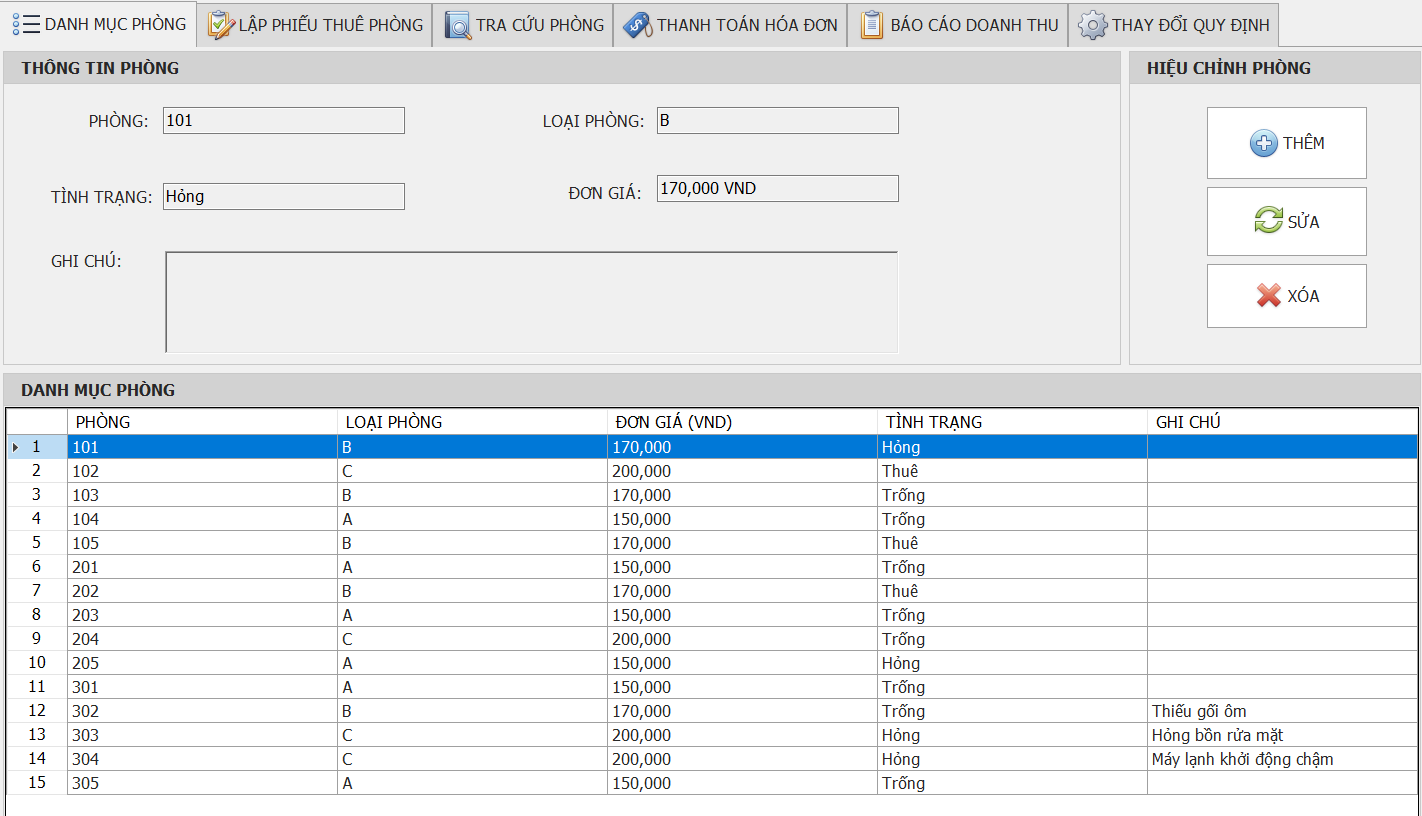 DANH MỤC PHÒNG LẬP PHIẾU THUÊ PHÒNG TRA CỨU PHÒNG THANH TOÁN HÓA ĐƠN BÁO CÁO DOANH THU THAY ĐỔI QUY ĐỊNH
THÔNG TIN PHÒNG
PHÒNG: 101 LOẠI PHÒNG: B
TÌNH TRẠNG: Hỏng ĐƠN GIÁ: 170,000 VND
GHI CHÚ:
HIỆU CHỈNH PHÒNG
THÊM
SỬA
XÓA
DANH MỤC PHÒNG
PHÒNG LOẠI PHÒNG ĐƠN GIÁ (VND) TÌNH TRẠNG GHI CHÚ
1 101 B 170,000 Hỏng
2 102 C 200,000 Thuê
3 103 B 170,000 Trống
4 104 A 150,000 Trống
5 105 B 170,000 Thuê
6 201 A 150,000 Trống
7 202 B 170,000 Thuê
8 203 A 150,000 Trống
9 204 C 200,000 Trống
10 205 A 150,000 Hỏng
11 301 A 150,000 Trống
12 302 B 170,000 Trống Thiếu gối ôm
13 303 C 200,000 Hỏng Hỏng bồn rửa mặt
14 304 C 200,000 Hỏng Máy lạnh khởi động chậm
15 305 A 150,000 Trống